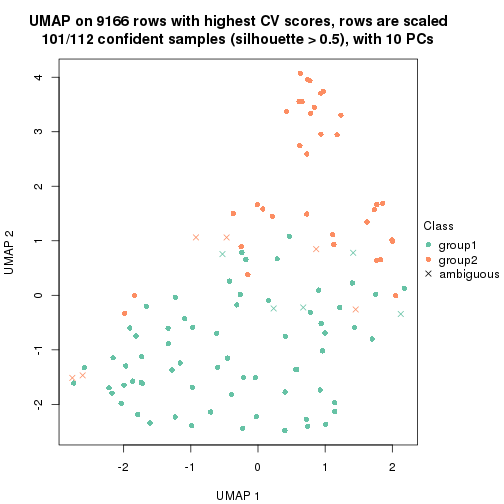 UMAP on 9166 rows with highest CV scores, rows are scaled
101/112 confident samples (silhouette > 0.5), with 10 PCs
4
3
2
1
0
-1
-2
UMAP 2
-2
-1
0
1
2
UMAP 1
Class
group1
group2
ambiguous